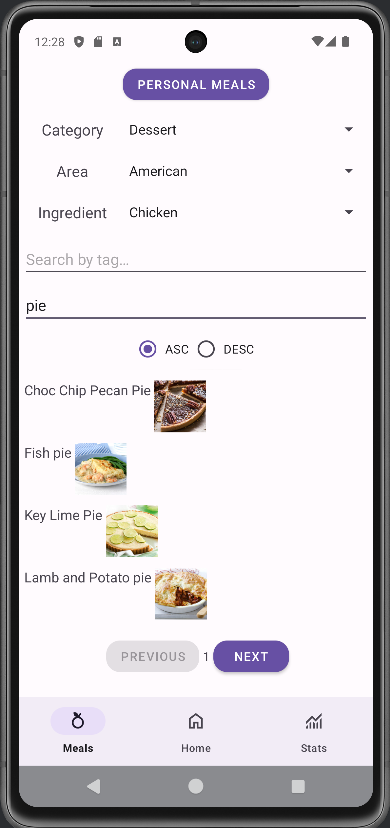 12:28
PERSONAL MEALS
Category Dessert
Area American
Ingredient Chicken
Search by tag...
pie
ASC DESC
Choc Chip Pecan Pie
Fish pie
Key Lime Pie
Lamb and Potato pie
PREVIOUS 1 NEXT
Meals Home Stats